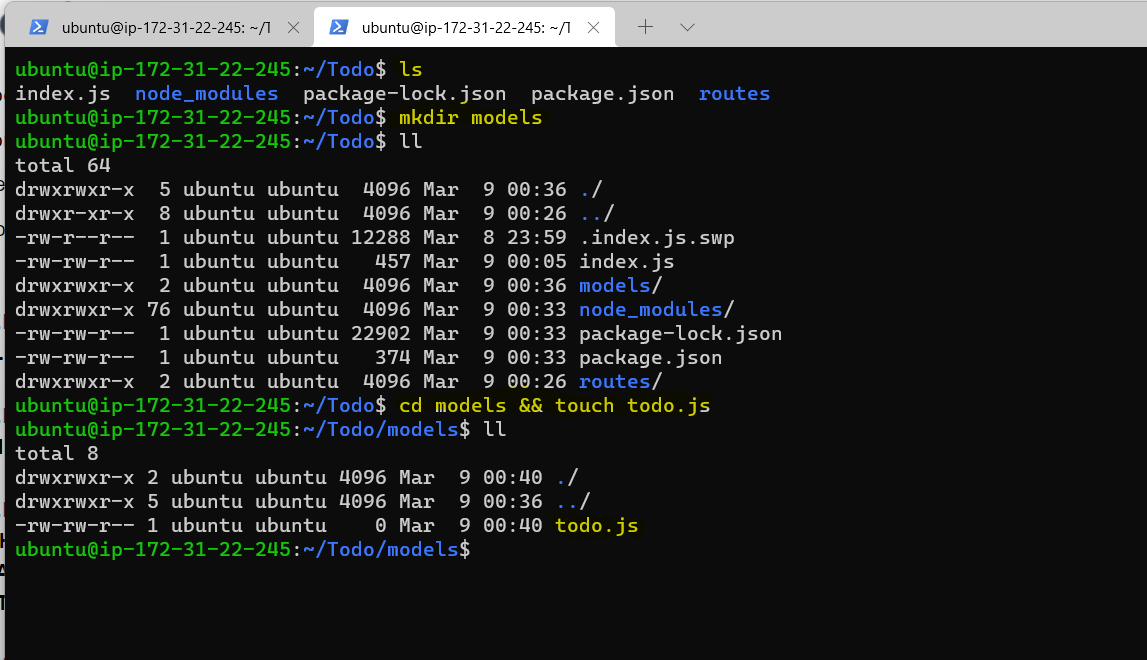 ubuntu@ip-172-31-22-245: ~/T ubuntu@ip-172-31-22-245: ~/T
ubuntu@ip-172-31-22-245:~/Todo$ ls
index.js node_modules package-lock.json package.json routes
ubuntu@ip-172-31-22-245:~/Todo$ mkdir models
ubuntu@ip-172-31-22-245:~/Todo$ ll
total 64
drwxrwxr-x 5 ubuntu ubuntu 4096 Mar 9 00:36 ./
drwxr-xr-x 8 ubuntu ubuntu 4096 Mar 9 00:26 ../
-rw-r--r-- 1 ubuntu ubuntu 12288 Mar 8 23:59 .index.js.swp
-rw-rw-r-- 1 ubuntu ubuntu 457 Mar 9 00:05 index.js
drwxrwxr-x 2 ubuntu ubuntu 4096 Mar 9 00:36 models/
drwxrwxr-x 76 ubuntu ubuntu 4096 Mar 9 00:33 node_modules/
-rw-rw-r-- 1 ubuntu ubuntu 22902 Mar 9 00:33 package-lock.json
-rw-rw-r-- 1 ubuntu ubuntu 374 Mar 9 00:33 package.json
drwxrwxr-x 2 ubuntu ubuntu 4096 Mar 9 00:26 routes/
ubuntu@ip-172-31-22-245:~/Todo$ cd models && touch todo.js
ubuntu@ip-172-31-22-245:~/Todo/models$ ll
total 8
drwxrwxr-x 2 ubuntu ubuntu 4096 Mar 9 00:40 ./
drwxrwxr-x 5 ubuntu ubuntu 4096 Mar 9 00:36 ../
-rw-rw-r-- 1 ubuntu ubuntu 0 Mar 9 00:40 todo.js
ubuntu@ip-172-31-22-245:~/Todo/models$